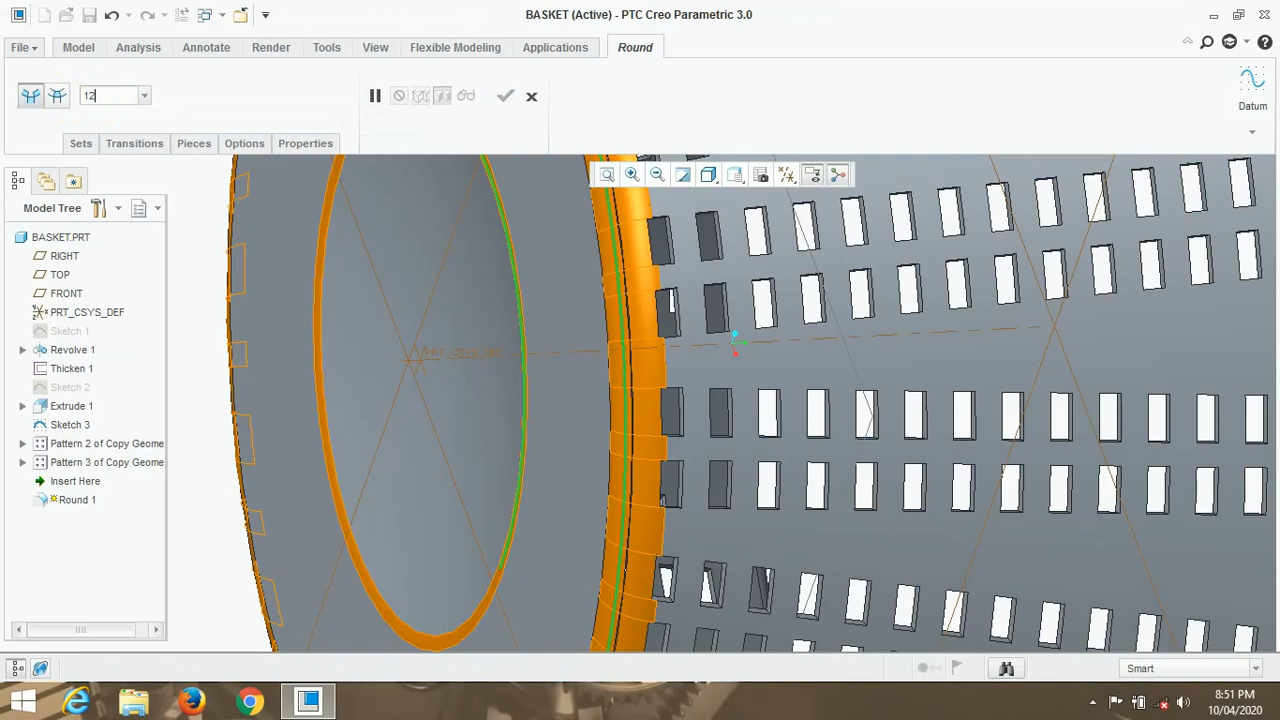 BASKET (Active) - PTC Creo Parametric 3.0
File Model Analysis Annotate Render Tools View Flexible Modeling Applications Round
12
Datum
Sets Transitions Pieces Options Properties
Model Tree
BASKET.PRT
RIGHT
TOP
FRONT
PRT_CSYS_DEF
Sketch 1
Revolve 1
Thicken 1
Sketch 2
Extrude 1
Sketch 3
Pattern 2 of Copy Geome
Pattern 3 of Copy Geome
Insert Here
Round 1
PRT_CSYS_DEF
Smart
8:51 PM
10/04/2020